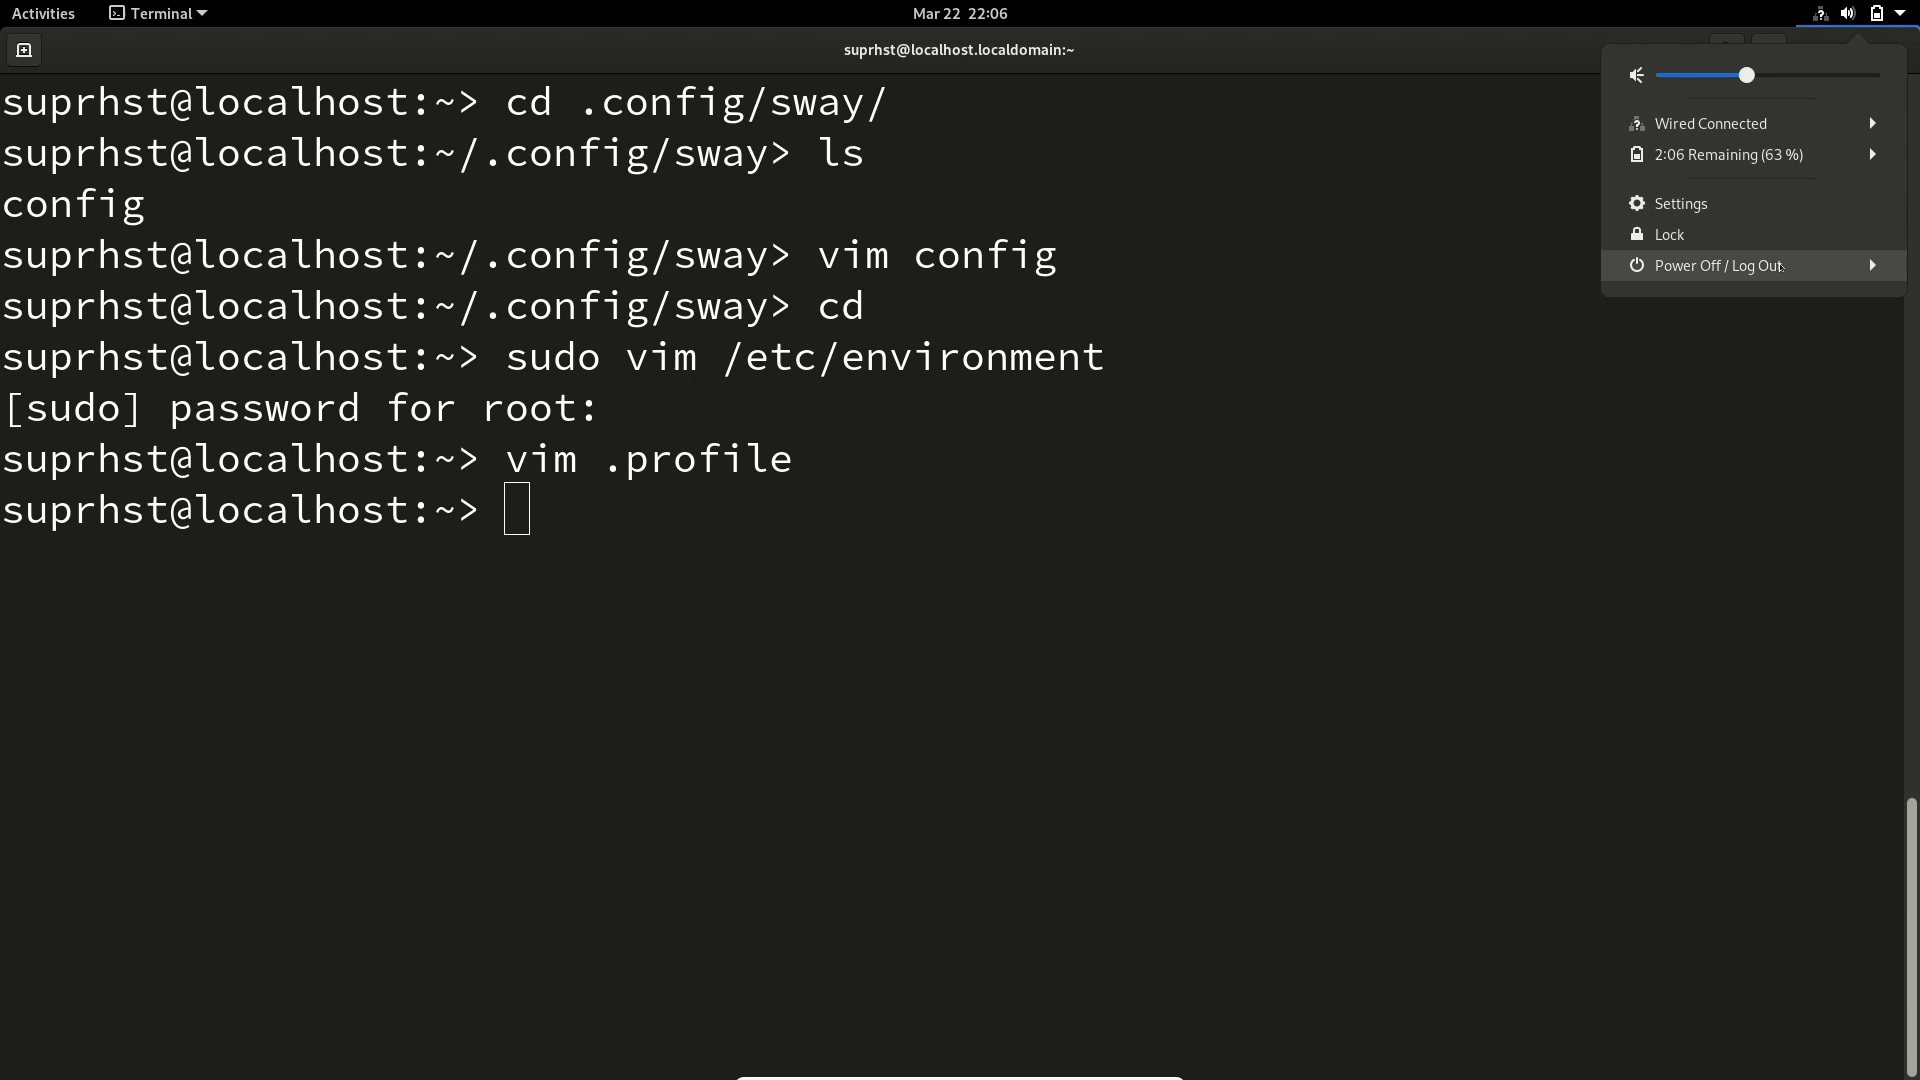 Activities
Terminal
Mar 22 22:06
suprhst@localhost.localdomain:~
suprhst@localhost:~> cd .config/sway/
suprhst@localhost:~/.config/sway> ls
config
suprhst@localhost:~/.config/sway> vim config
suprhst@localhost:~/.config/sway> cd
suprhst@localhost:~> sudo vim /etc/environment
[sudo] password for root:
suprhst@localhost:~> vim .profile
suprhst@localhost:~>
Wired Connected
2:06 Remaining (63 %)
Settings
Lock
Power Off / Log Out